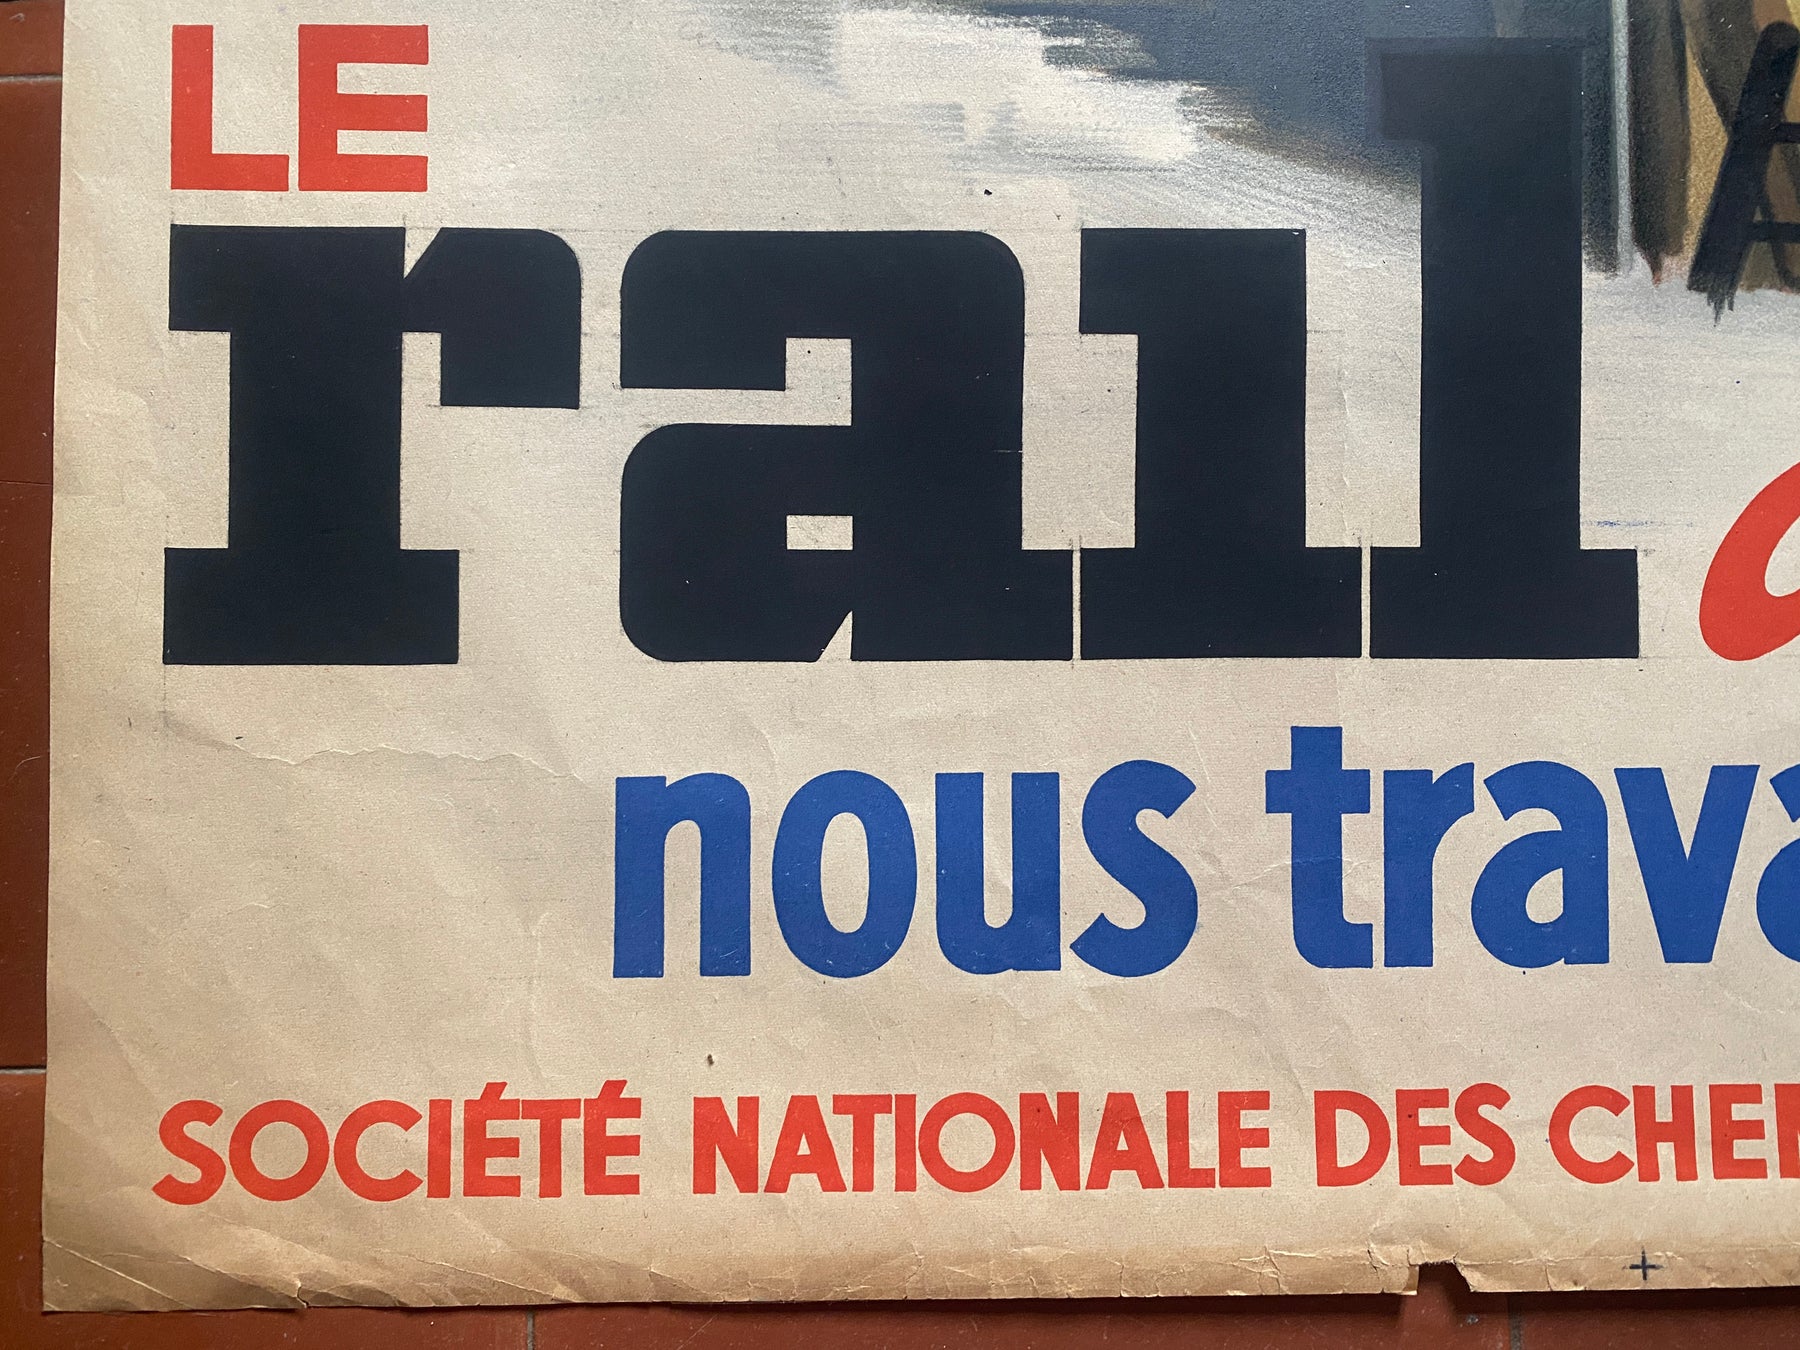 LE
rail
nous trava
SOCIÉTÉ NATIONALE DES CHE